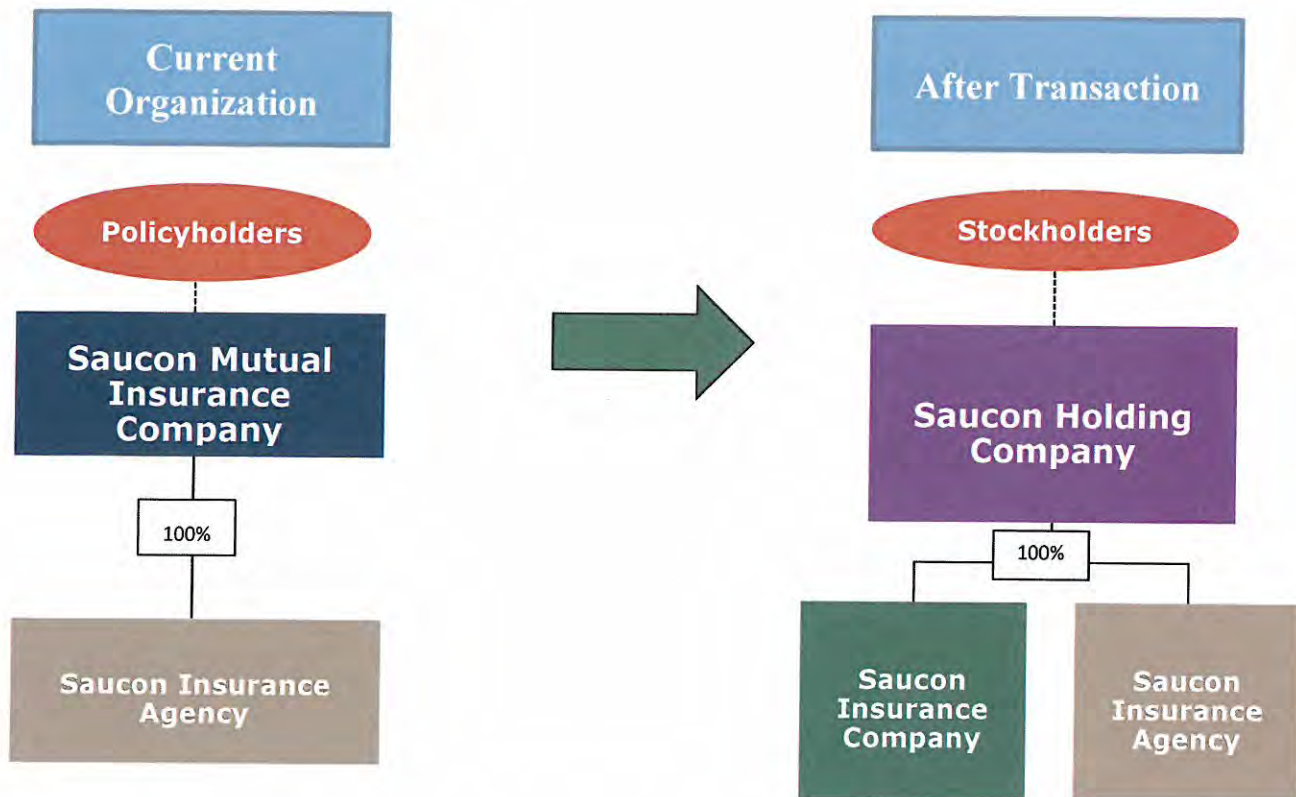 Current
Organization
Policyholders
Saucon Mutual
Insurance
Company
100%
Saucon Insurance
Agency
After Transaction
Stockholders
Saucon Holding
Company
100%
Saucon
Insurance
Company
Saucon
Insurance
Agency